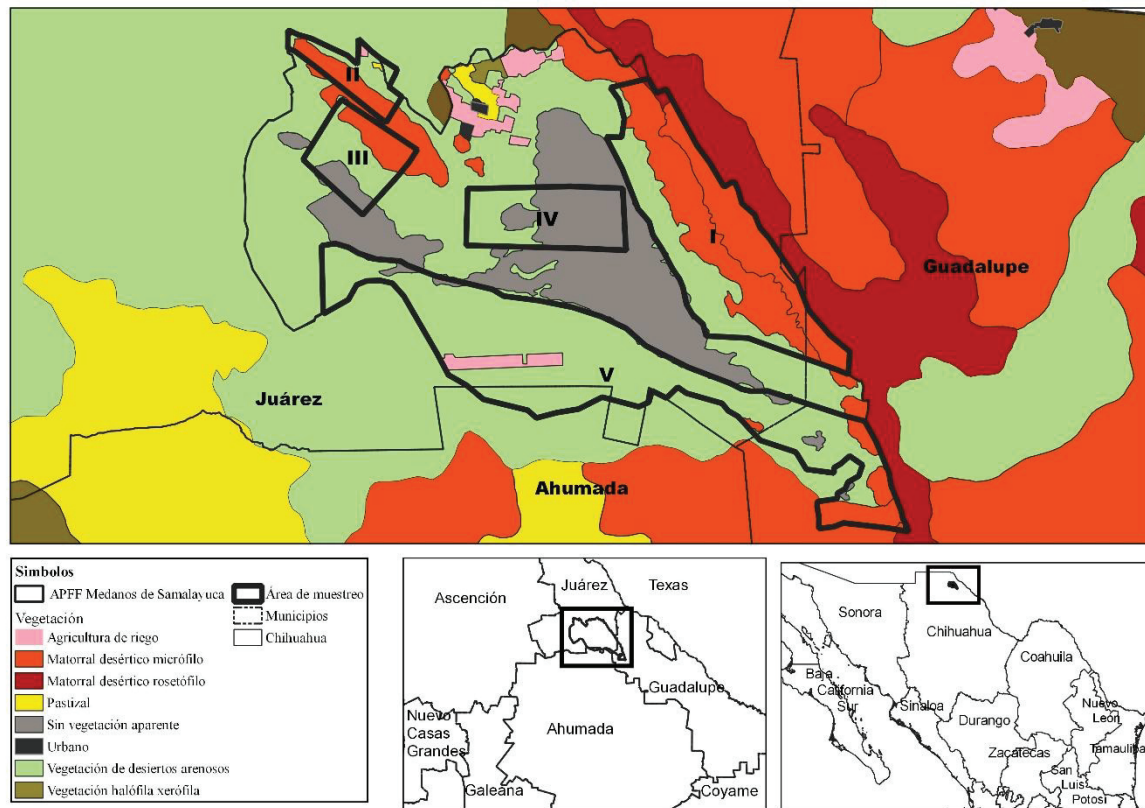 II
III
IV
I
Guadalupe
V
Juárez
Ahumada
Simbolos
APFF Medanos de Samalayuca
Vegetación
Agricultura de riego
Matorral desértico micrófilo
Matorral desértico rosetófilo
Pastizal
Sin vegetación aparente
Urbano
Vegetación de desiertos arenosos
Vegetación halófila xerófila
Área de muestreo
Municipios
Chihuahua
Juárez
Texas
Ascención
Guadalupe
Nuevo
Casas
Grandes
Ahumada
Galeana
Coyame
Sonora
Chihuahua
Coahuila
Baja
California
Sur
Sinaloa
Durango
Nuevo
León
Zacatecas
Tamaulipa
San
Luis
Potosí